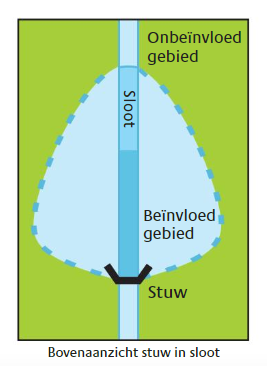 Onbeïnvloed
gebied
Sloot
Beïnvloed
gebied
Stuw
Bovenaanzicht stuw in sloot